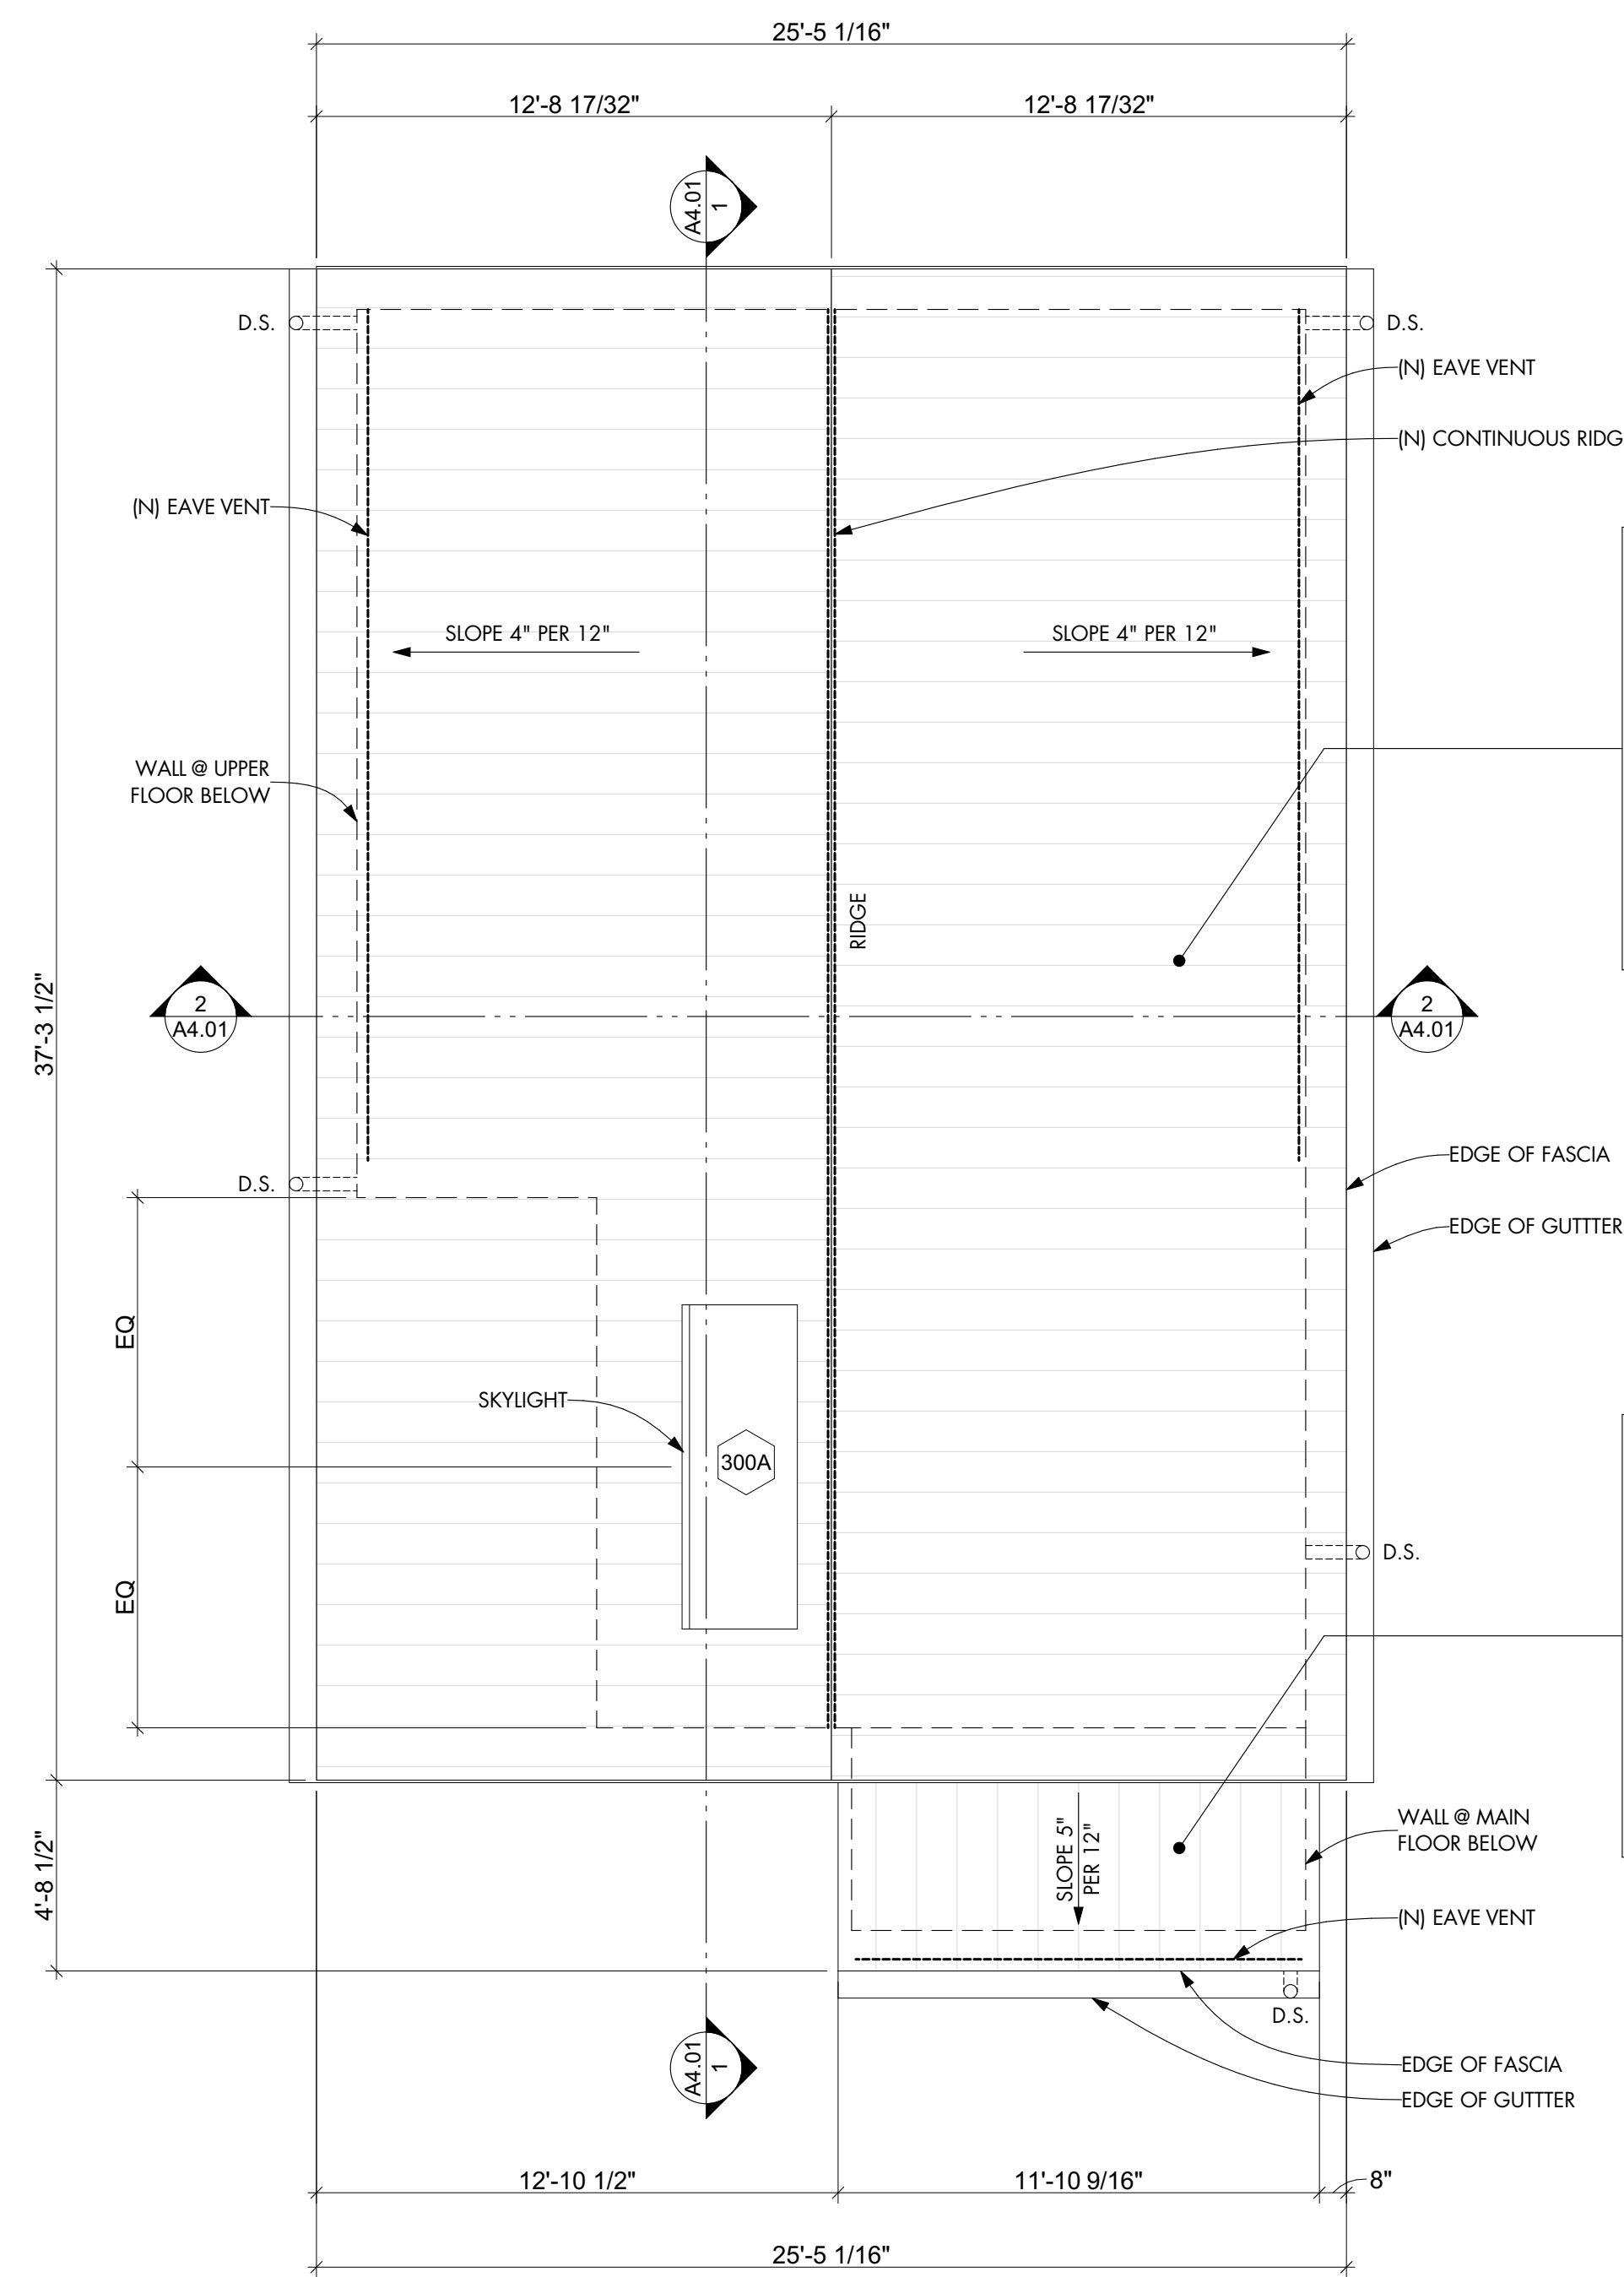 25'-5 1/16"
12'-8 17/32"
12'-8 17/32"
A4.01
1
D.S.
D.S.
(N) EAVE VENT
(N) CONTINUOUS RIDG
(N) EAVE VENT
SLOPE 4" PER 12"
SLOPE 4" PER 12"
WALL @ UPPER
FLOOR BELOW
RIDGE
37'-3 1/2"
2
A4.01
2
A4.01
EDGE OF FASCIA
D.S.
EDGE OF GUTTTER
EQ
SKYLIGHT
300A
D.S.
EQ
WALL @ MAIN
FLOOR BELOW
SLOPE 5"
PER 12"
4'-8 1/2"
(N) EAVE VENT
D.S.
A4.01
1
EDGE OF FASCIA
EDGE OF GUTTTER
12'-10 1/2"
11'-10 9/16"
8"
25'-5 1/16"